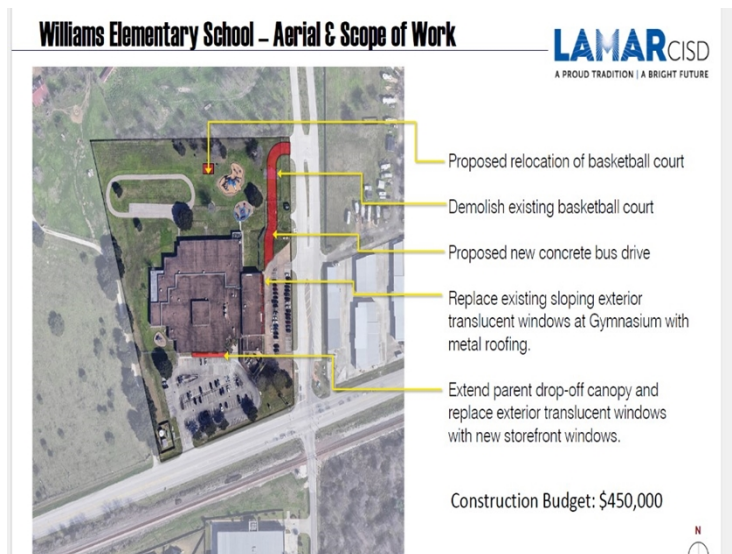 Williams Elementary School – Aerial & Scope of Work
LAMAR CISD
A PROUD TRADITION | A BRIGHT FUTURE
Proposed relocation of basketball court
Demolish existing basketball court
Proposed new concrete bus drive
Replace existing sloping exterior
translucent windows at Gymnasium with
metal roofing.
Extend parent drop-off canopy and
replace exterior translucent windows
with new storefront windows.
Construction Budget: $450,000
N